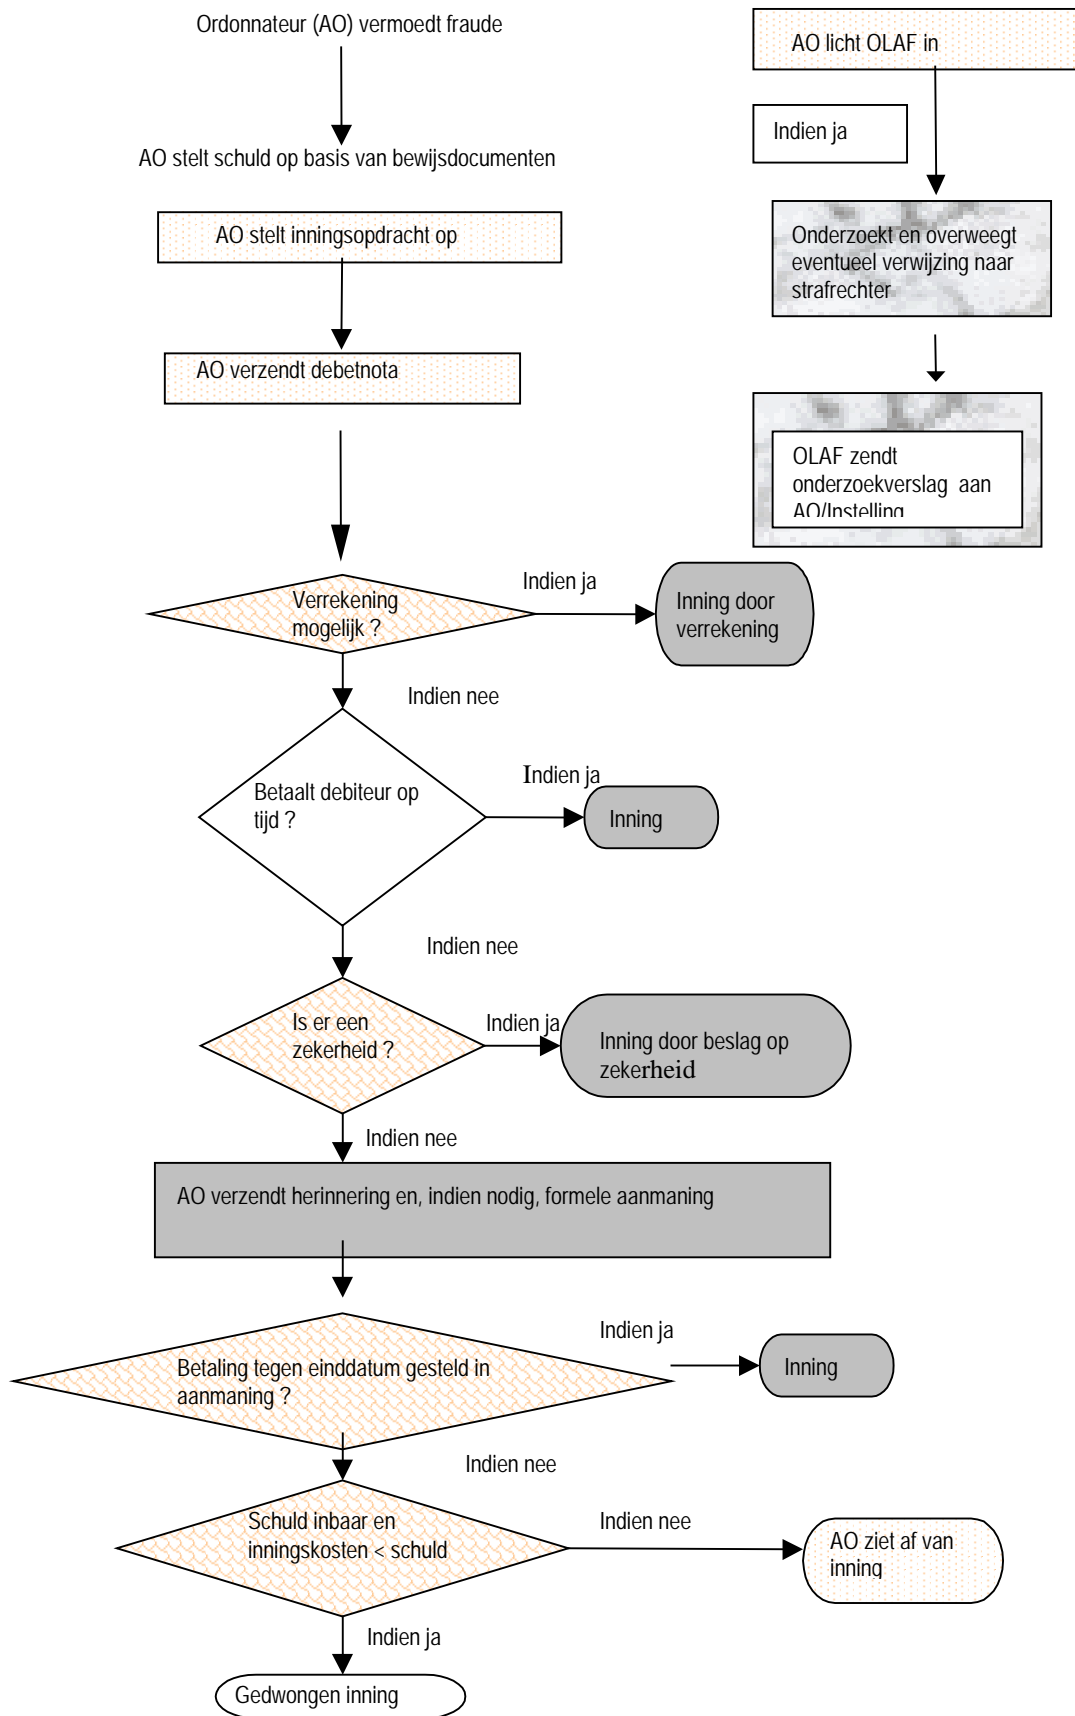 Ordonnateur (AO) vermoedt fraude
AO licht OLAF in
Indien ja
AO stelt schuld op basis van bewijsdocumenten
AO stelt inningsopdracht op
Onderzoekt en overweegt
eventueel verwijzing naar
strafrechter
AO verzendt debetnota
OLAF zendt
onderzoekverslag aan
AO/Instelling
Verrekening
mogelijk ?
Indien ja
Inning door
verrekening
Indien nee
Betaalt debiteur op
tijd ?
Indien ja
Inning
Indien nee
Is er een
zekerheid ?
Indien ja
Inning door beslag op
zekerheid
Indien nee
AO verzendt herinnering en, indien nodig, formele aanmaning
Betaling tegen einddatum gesteld in
aanmaning ?
Indien ja
Inning
Indien nee
Schuld inbaar en
inningskosten < schuld
Indien nee
AO ziet af van
inning
Indien ja
Gedwongen inning